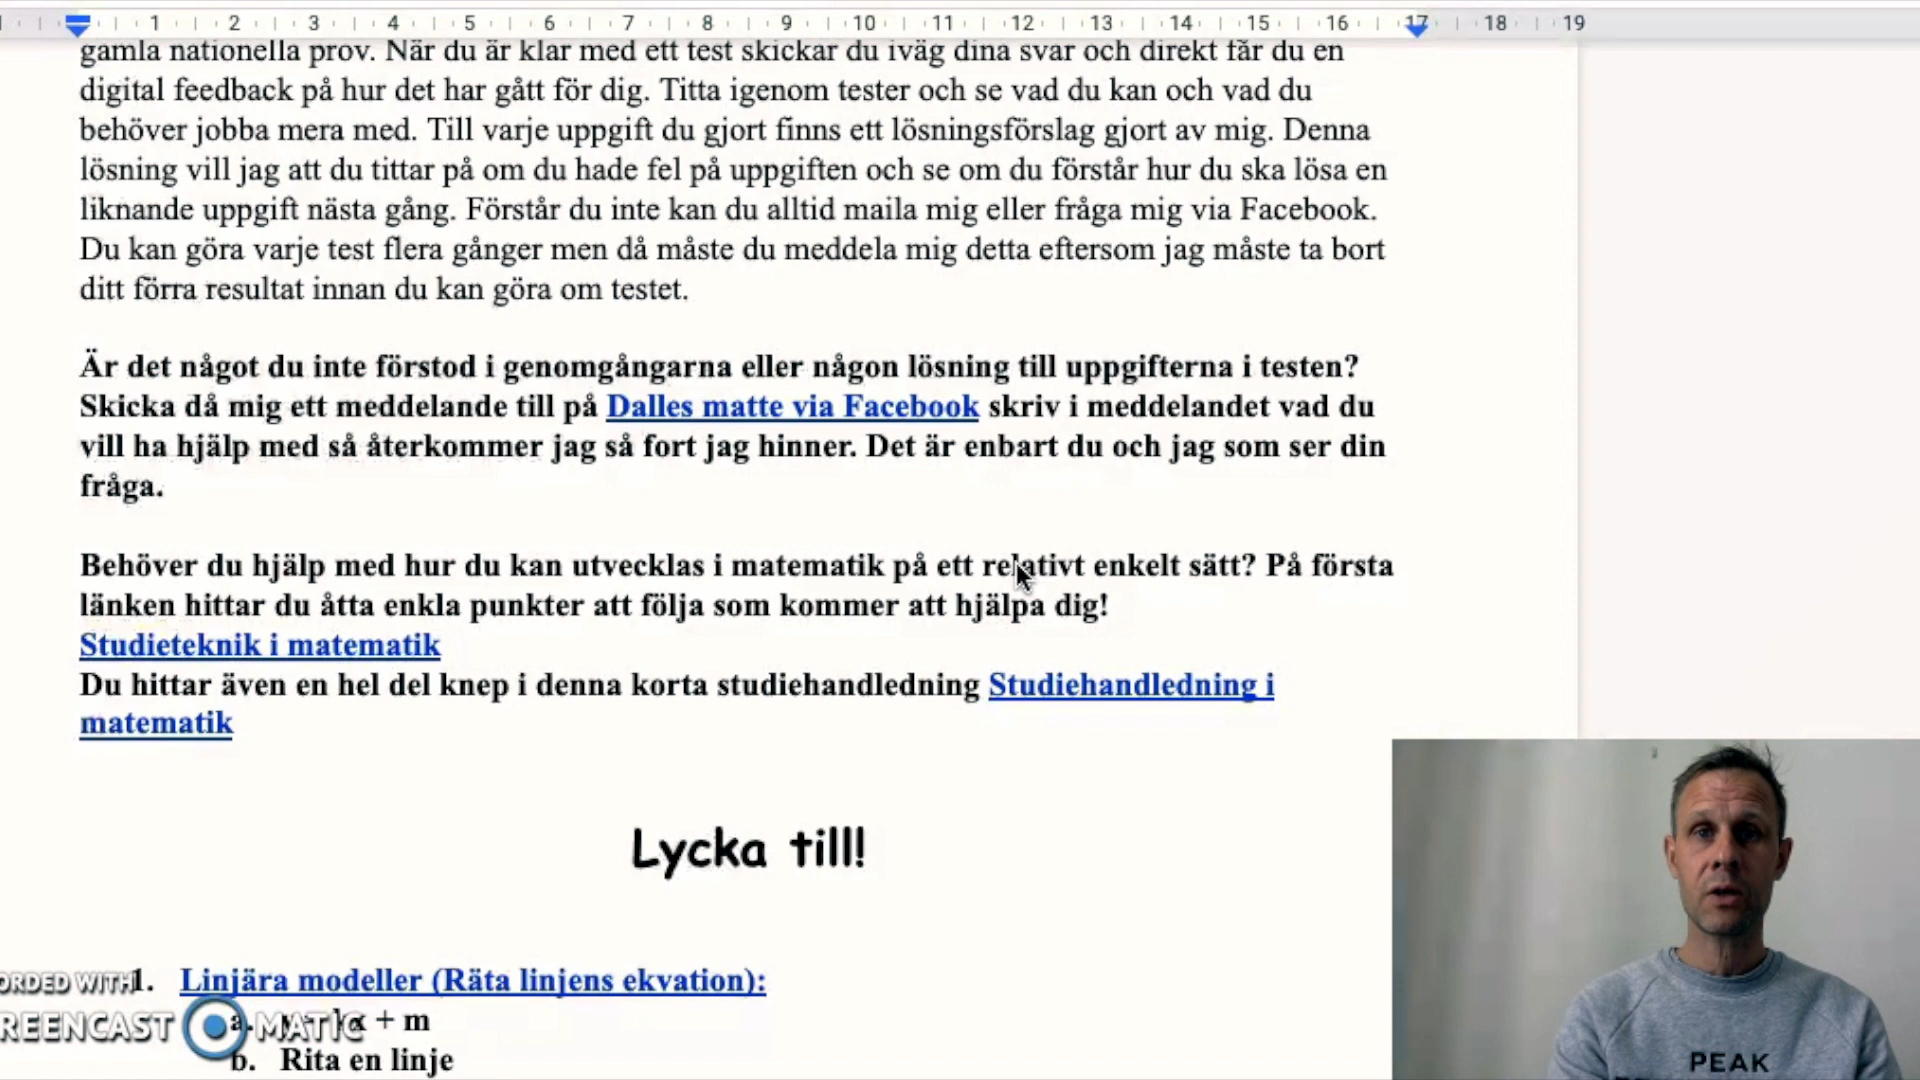 1 2 3 4 5 6 7 8 9 10 11 12 13 14 15 16 17 18 19
gamla nationella prov. När du är klar med ett test skickar du iväg dina svar och direkt får du en
digital feedback på hur det har gått för dig. Titta igenom tester och se vad du kan och vad du
behöver jobba mera med. Till varje uppgift du gjort finns ett lösningsförslag gjort av mig. Denna
lösning vill jag att du tittar på om du hade fel på uppgiften och se om du förstår hur du ska lösa en
liknande uppgift nästa gång. Förstår du inte kan du alltid maila mig eller fråga mig via Facebook.
Du kan göra varje test flera gånger men då måste du meddela mig detta eftersom jag måste ta bort
ditt förra resultat innan du kan göra om testet.
Är det något du inte förstod i genomgångarna eller någon lösning till uppgifterna i testen?
Skicka då mig ett meddelande till på Dalles matte via Facebook skriv i meddelandet vad du
vill ha hjälp med så återkommer jag så fort jag hinner. Det är enbart du och jag som ser din
fråga.
Behöver du hjälp med hur du kan utvecklas i matematik på ett relativt enkelt sätt? På första
länken hittar du åtta enkla punkter att följa som kommer att hjälpa dig!
Studieteknik i matematik
Du hittar även en hel del knep i denna korta studiehandledning Studiehandledning i
matematik
Lycka till!
1. Linjära modeller (Räta linjens ekvation):
a. x + m
b. Rita en linje
ORDED WITH
REENCAST MATIC
PEAK